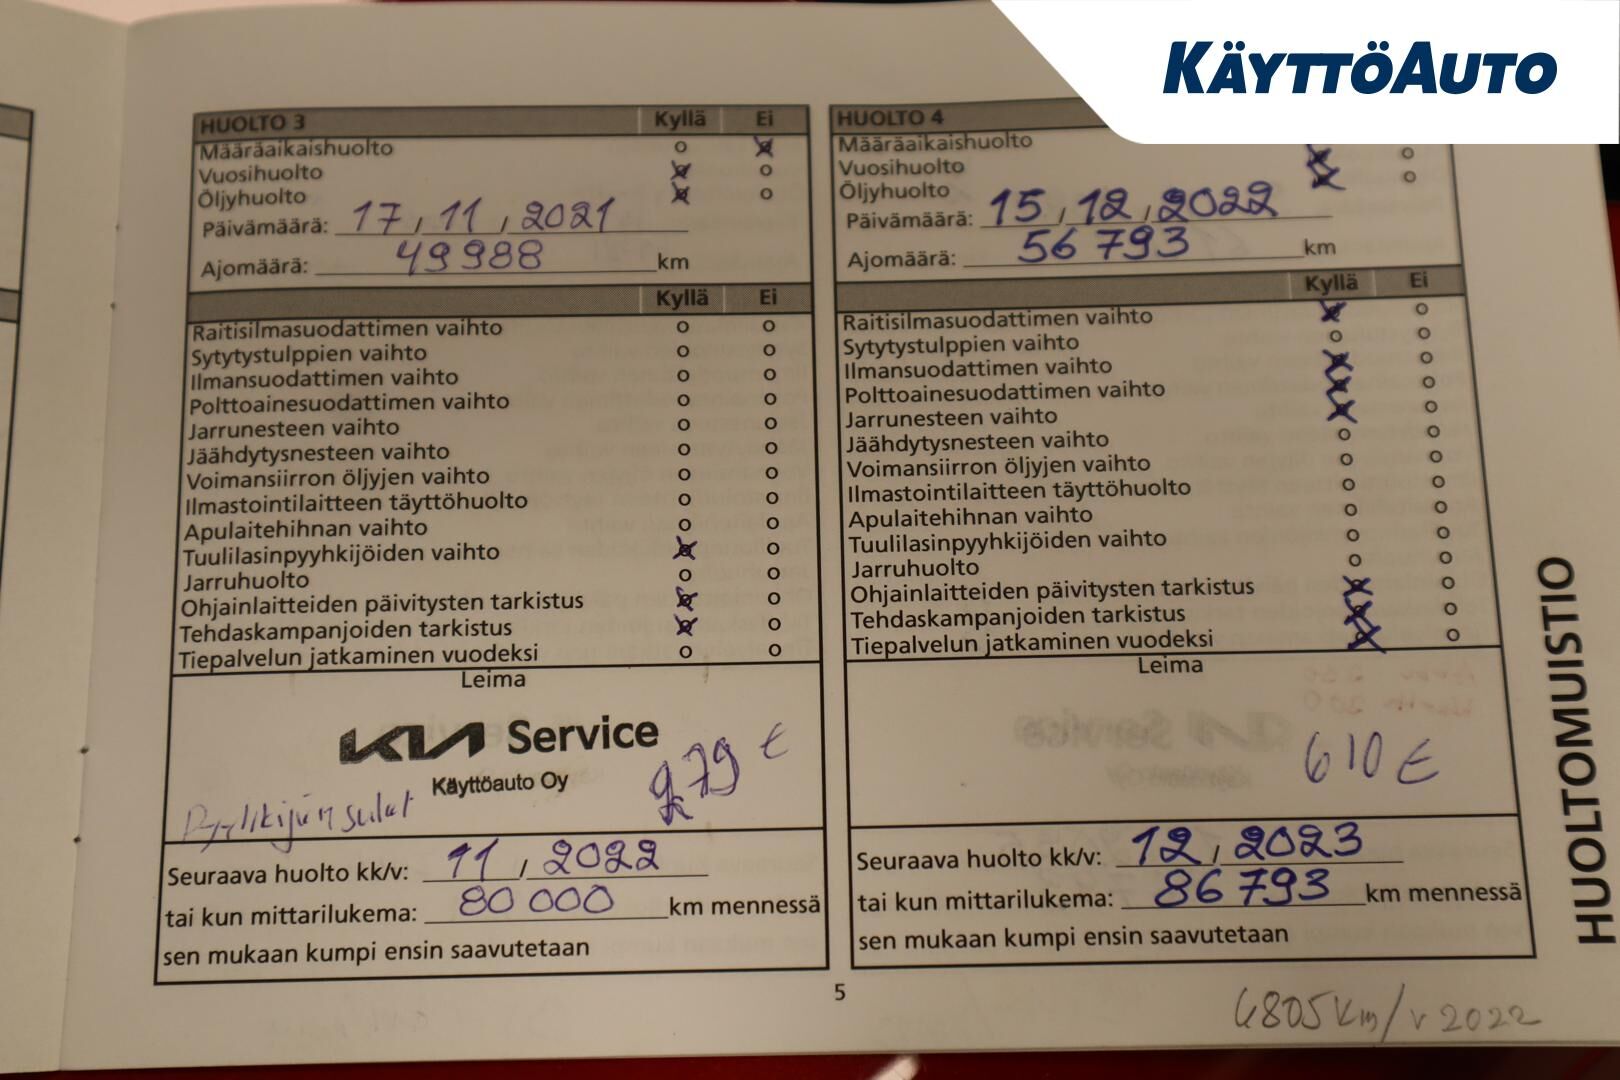 KÄYTTÖAUTO
HUOLTO 3 Kyllä Ei
Määräaikaishuolto
Vuosihuolto
Öljyhuolto
Päivämäärä: 17, 11, 2021
Ajomäärä: 49 988 km
Kyllä Ei
Raitisilmasuodattimen vaihto
Sytytystulppien vaihto
Ilmansuodattimen vaihto
Polttoainesuodattimen vaihto
Jarrunesteen vaihto
Jäähdytysnesteen vaihto
Voimansiirron öljyjen vaihto
Ilmastointilaitteen täyttöhuolto
Apulaitehihnan vaihto
Tuulilasinpyyhkijöiden vaihto
Jarruhuolto
Ohjainlaitteiden päivitysten tarkistus
Tehdaskampanjoiden tarkistus
Tiepalvelun jatkaminen vuodeksi
Leima
KIA Service
Käyttöauto Oy
279 €
Seuraava huolto kk/v: 11, 2022
tai kun mittarilukema: 80 000 km mennessä
sen mukaan kumpi ensin saavutetaan
HUOLTO 4
Määräaikaishuolto
Vuosihuolto
Öljyhuolto
Päivämäärä: 15, 12, 2022
Ajomäärä: 56 793 km
Kyllä Ei
Raitisilmasuodattimen vaihto
Sytytystulppien vaihto
Ilmansuodattimen vaihto
Polttoainesuodattimen vaihto
Jarrunesteen vaihto
Jäähdytysnesteen vaihto
Voimansiirron öljyjen vaihto
Ilmastointilaitteen täyttöhuolto
Apulaitehihnan vaihto
Tuulilasinpyyhkijöiden vaihto
Jarruhuolto
Ohjainlaitteiden päivitysten tarkistus
Tehdaskampanjoiden tarkistus
Tiepalvelun jatkaminen vuodeksi
Leima
610 €
Seuraava huolto kk/v: 12, 2023
tai kun mittarilukema: 86 793 km mennessä
sen mukaan kumpi ensin saavutetaan
HUOLTOMUISTIO
5
6805 km/v 2022